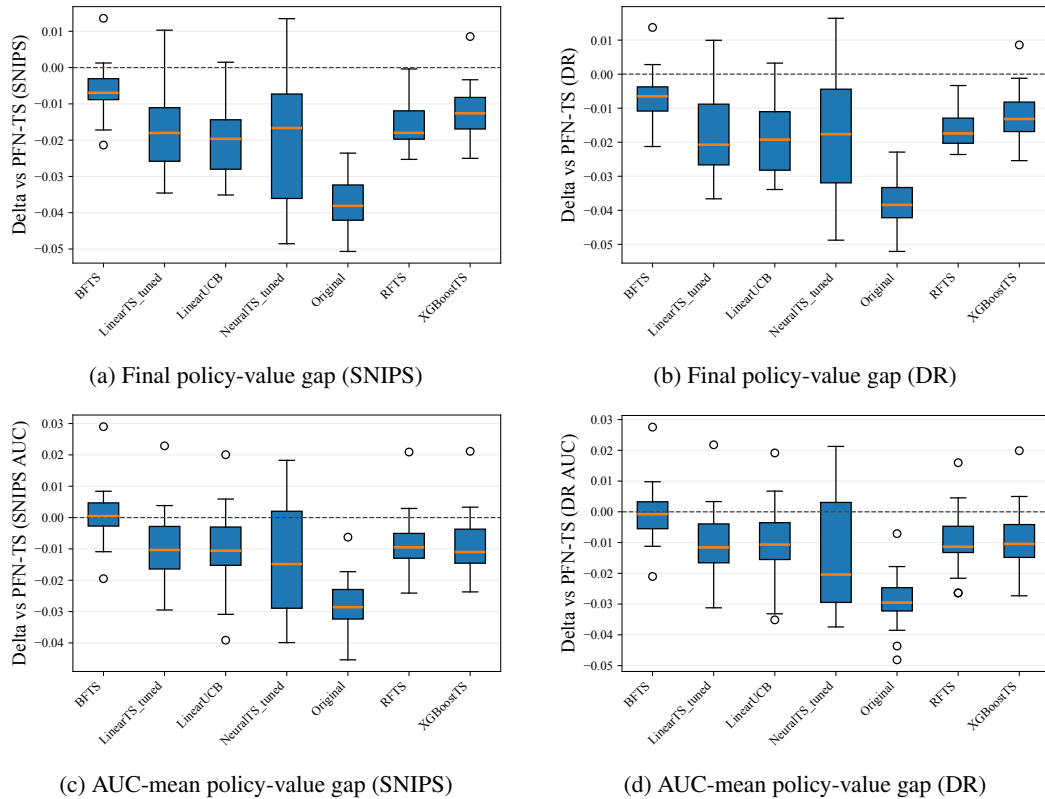 Delta vs PFN-TS (SNIPS)
0.01
0.00
−0.01
−0.02
−0.03
−0.04
−0.05
BFTS
LinearTS_tuned
LinearUCB
NeuralTS_tuned
Original
RFTS
XGBoostTS
(a) Final policy-value gap (SNIPS)
Delta vs PFN-TS (DR)
0.01
0.00
−0.01
−0.02
−0.03
−0.04
−0.05
BFTS
LinearTS_tuned
LinearUCB
NeuralTS_tuned
Original
RFTS
XGBoostTS
(b) Final policy-value gap (DR)
Delta vs PFN-TS (SNIPS AUC)
0.03
0.02
0.01
0.00
−0.01
−0.02
−0.03
−0.04
BFTS
LinearTS_tuned
LinearUCB
NeuralTS_tuned
Original
RFTS
XGBoostTS
(c) AUC-mean policy-value gap (SNIPS)
Delta vs PFN-TS (DR AUC)
0.03
0.02
0.01
0.00
−0.01
−0.02
−0.03
−0.04
−0.05
BFTS
LinearTS_tuned
LinearUCB
NeuralTS_tuned
Original
RFTS
XGBoostTS
(d) AUC-mean policy-value gap (DR)